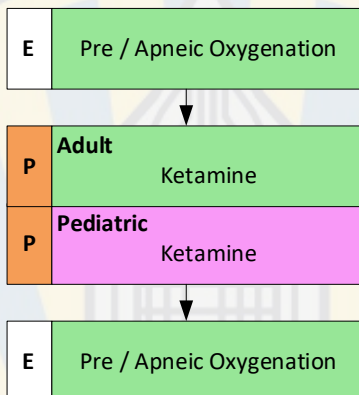 E Pre / Apneic Oxygenation
Adult
P Ketamine
Pediatric
P Ketamine
E Pre / Apneic Oxygenation